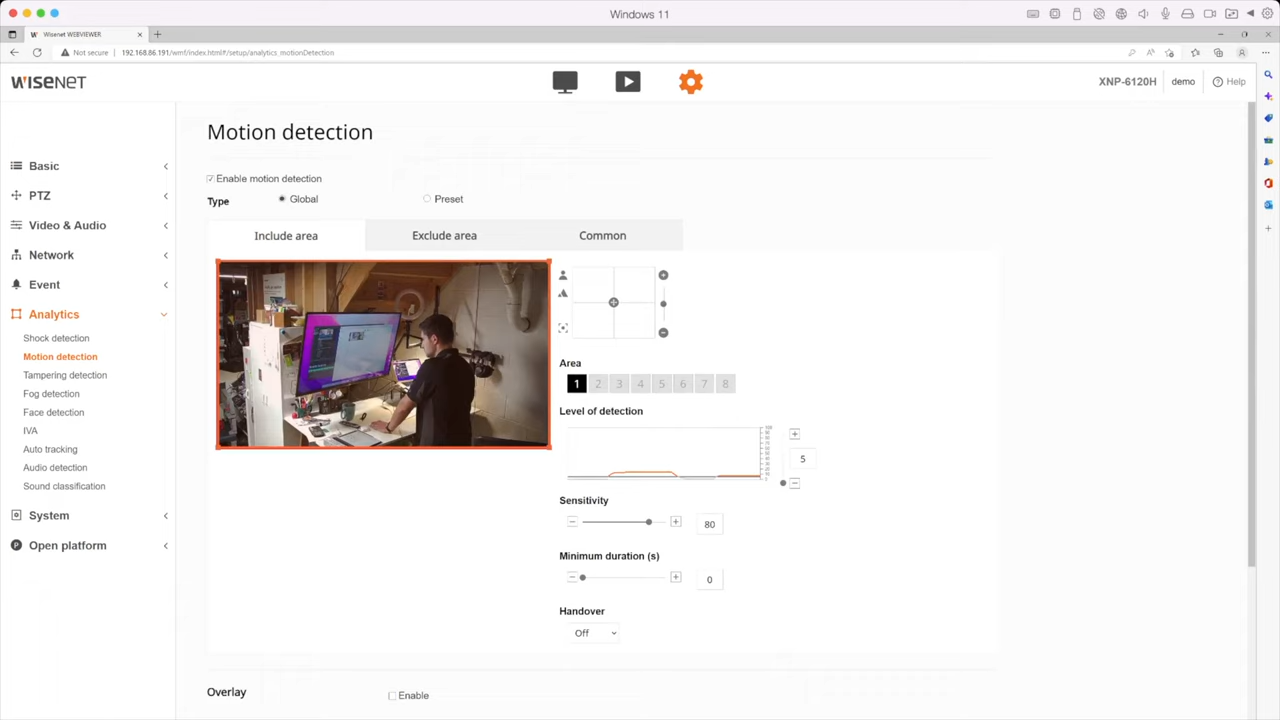 Windows 11
Wisenet WEBVIEWER
Not secure 192.168.86.191/wmf/index.html#/setup/analytics_motionDetection
WISENET
XNP-6120H demo Help
Motion detection
Basic
PTZ
Video & Audio
Network
Event
Analytics
Shock detection
Motion detection
Tampering detection
Fog detection
Face detection
IVA
Auto tracking
Audio detection
Sound classification
System
Open platform
Enable motion detection
Type Global Preset
Include area Exclude area Common
Area
1 2 3 4 5 6 7 8
Level of detection
5
Sensitivity
80
Minimum duration (s)
0
Handover
Off
Overlay Enable